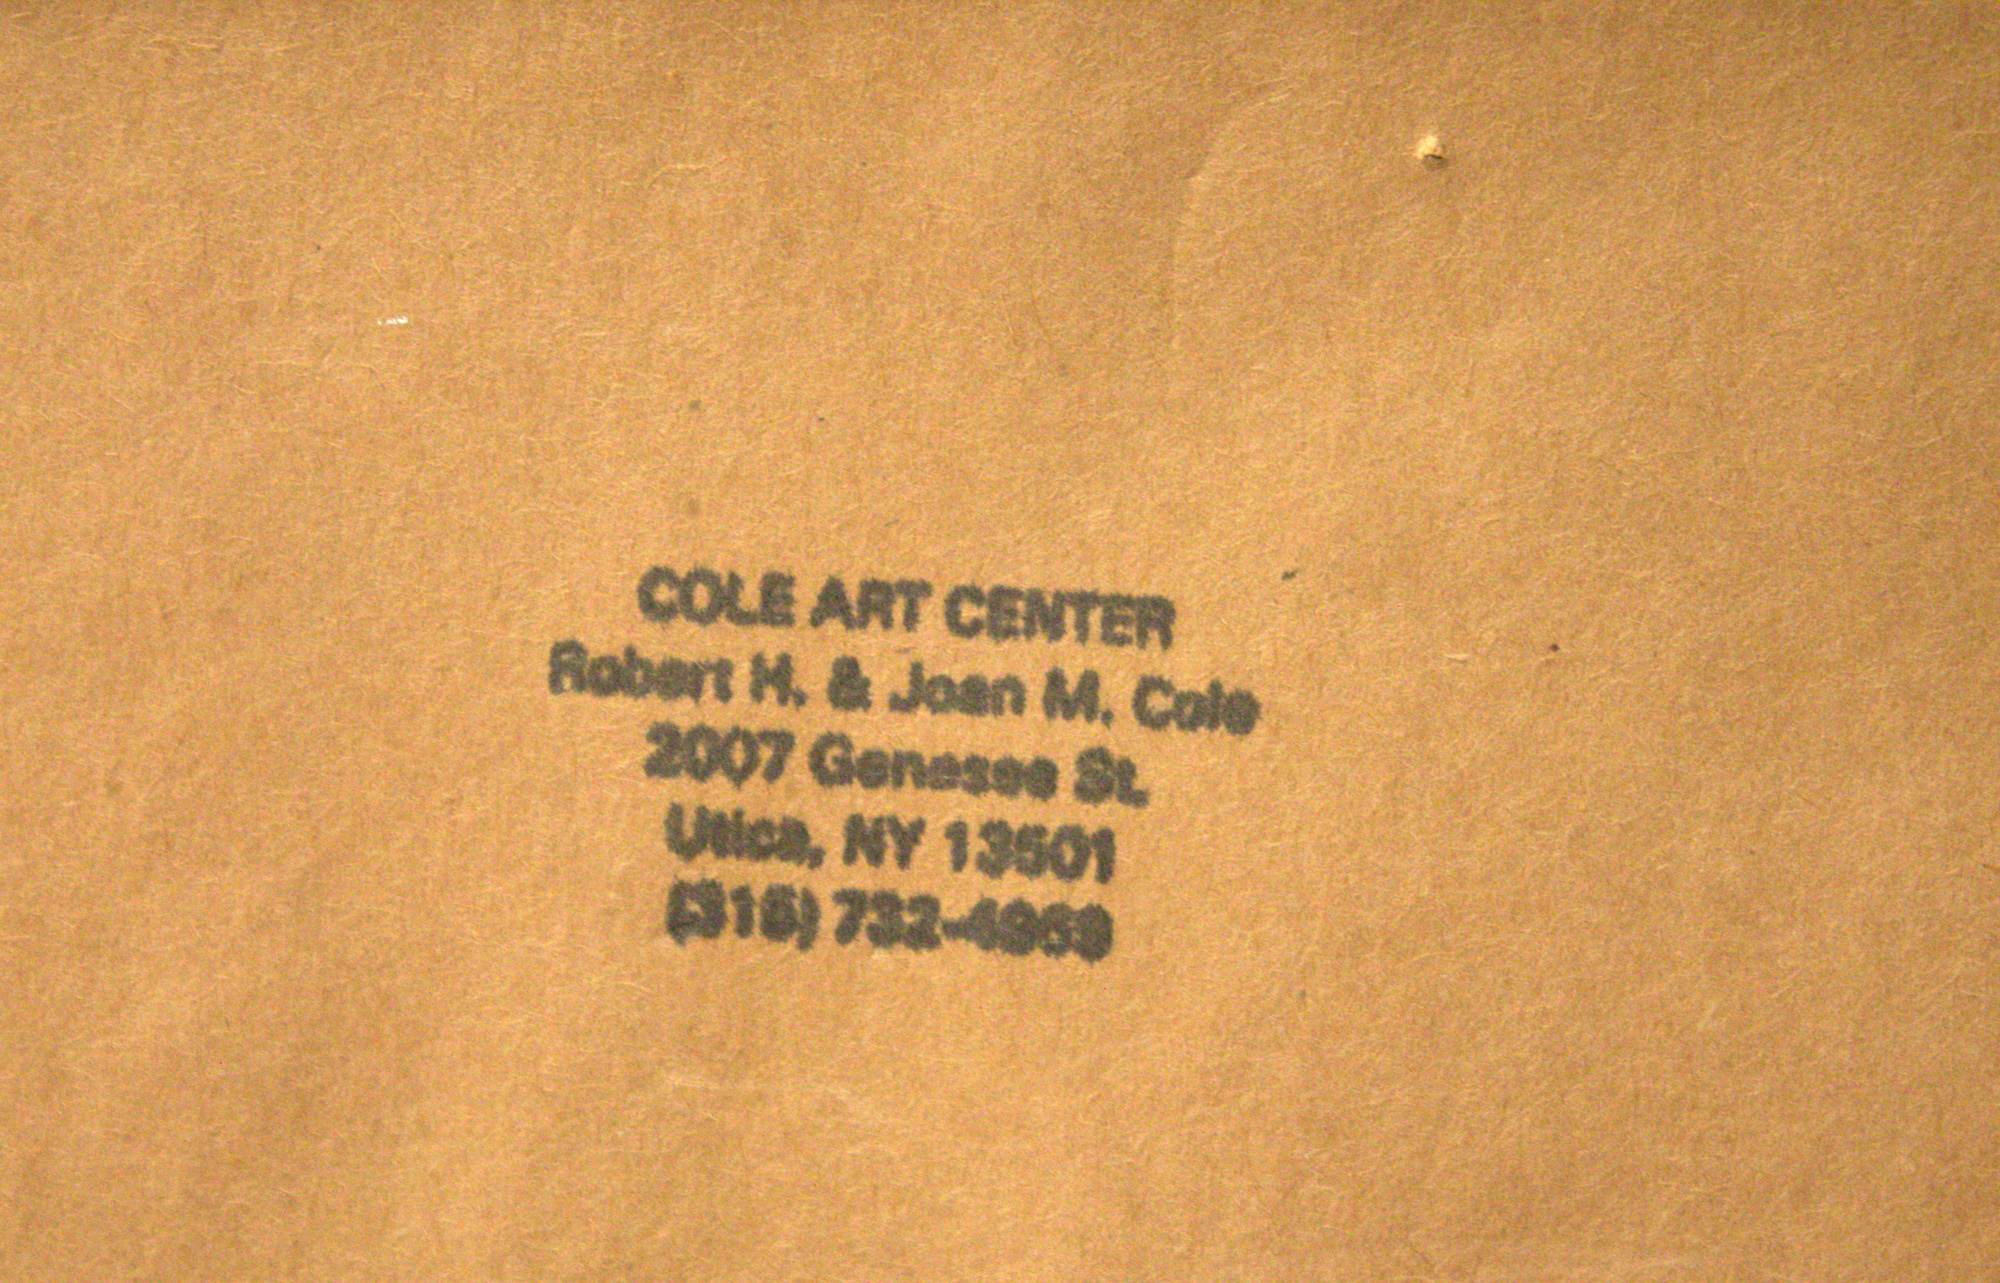 COLE ART CENTER
Robert H. & Joan M. Cole
2007 Genesee St.
Utica, NY 13501
(315) 732-4969